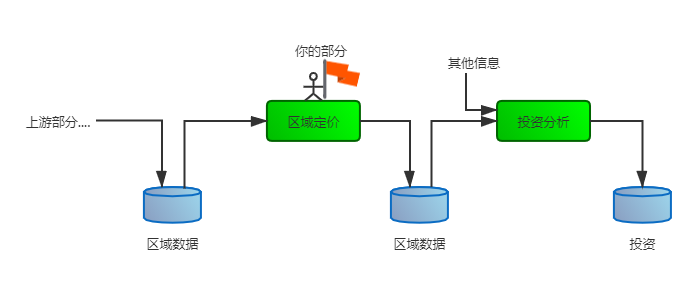 你的部分
其他信息
上游部分....
区域定价
投资分析
区域数据
区域数据
投资